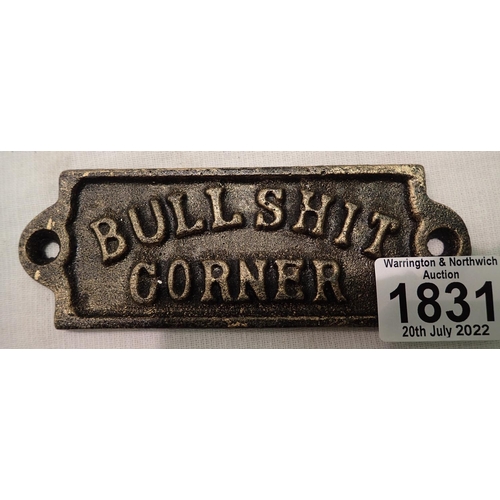 BULLSHIT
CORNER
Warrington & Northwich
Auction
1831
20th July 2022